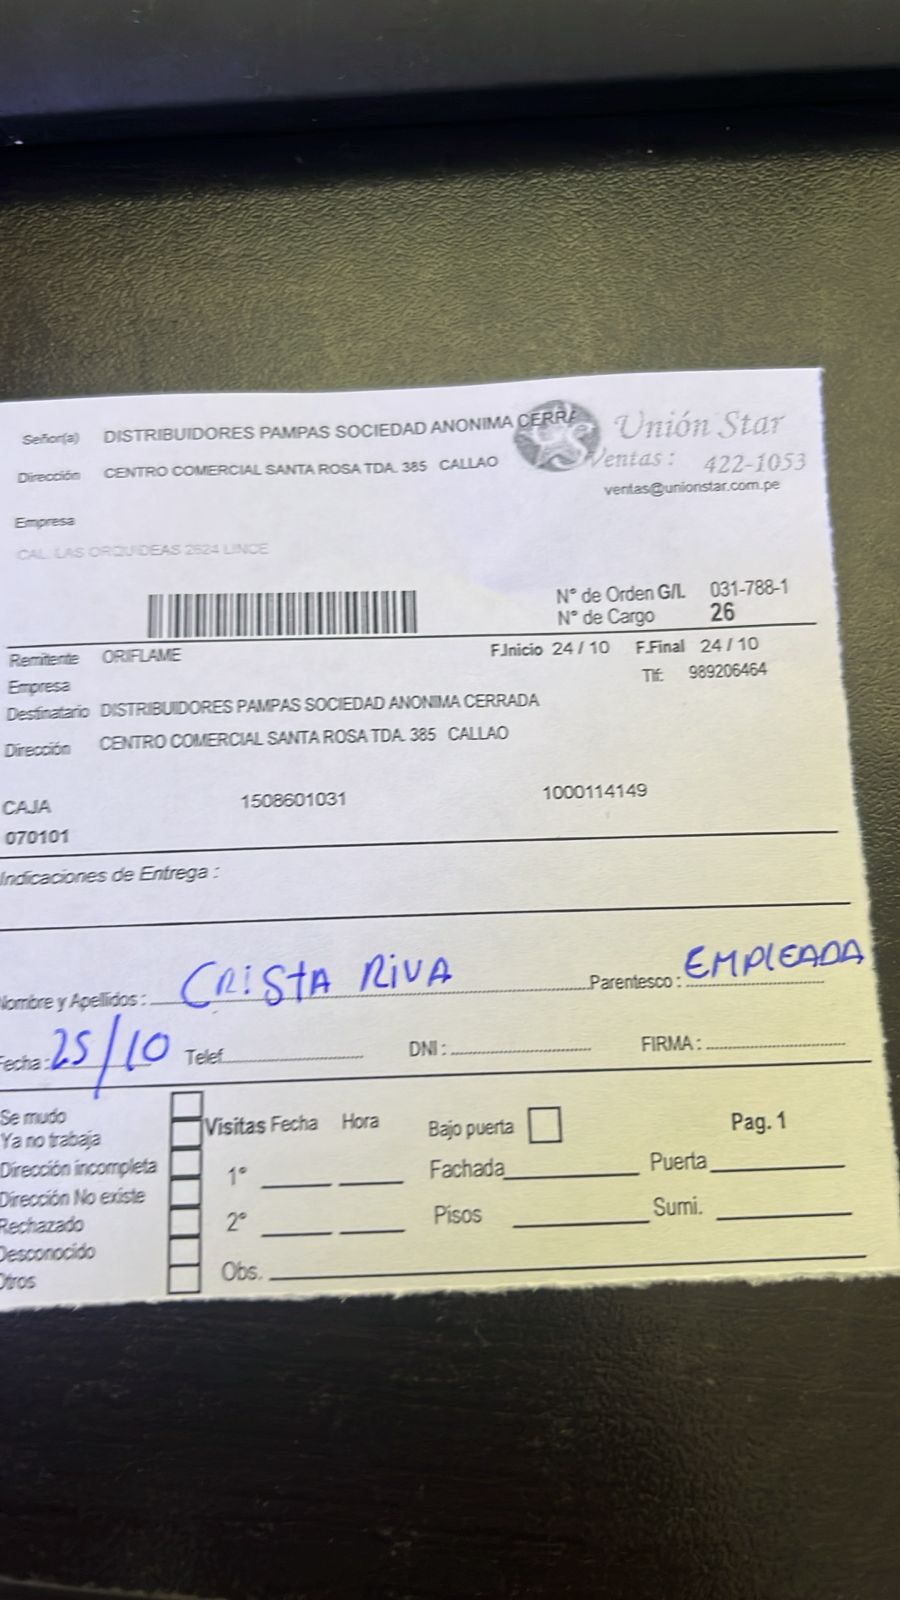 Señor(a) DISTRIBUIDORES PAMPAS SOCIEDAD ANONIMA CERRA
Unión Star
Dirección CENTRO COMERCIAL SANTA ROSA TDA. 385 CALLAO
Ventas : 422-1053
ventas@unionstar.com.pe
Empresa
CAL. LAS ORQUIDEAS 2624 LINCE
N° de Orden G/L 031-788-1
N° de Cargo 26
Remitente ORIFLAME F.Inicio 24 / 10 F.Final 24 / 10
Empresa Tlf: 989206464
Destinatario DISTRIBUIDORES PAMPAS SOCIEDAD ANONIMA CERRADA
Dirección CENTRO COMERCIAL SANTA ROSA TDA. 385 CALLAO
CAJA 1508601031 1000114149
070101
Indicaciones de Entrega :
Nombre y Apellidos : CRISTA RIVA Parentesco : EMPLEADA
Fecha : 25/10 Telef. DNI : FIRMA :
Se mudo
Ya no trabaja
Dirección incompleta
Dirección No existe
Rechazado
Desconocido
Otros
Visitas Fecha Hora Bajo puerta Pag. 1
1° Fachada Puerta
2° Pisos Sumi.
Obs.